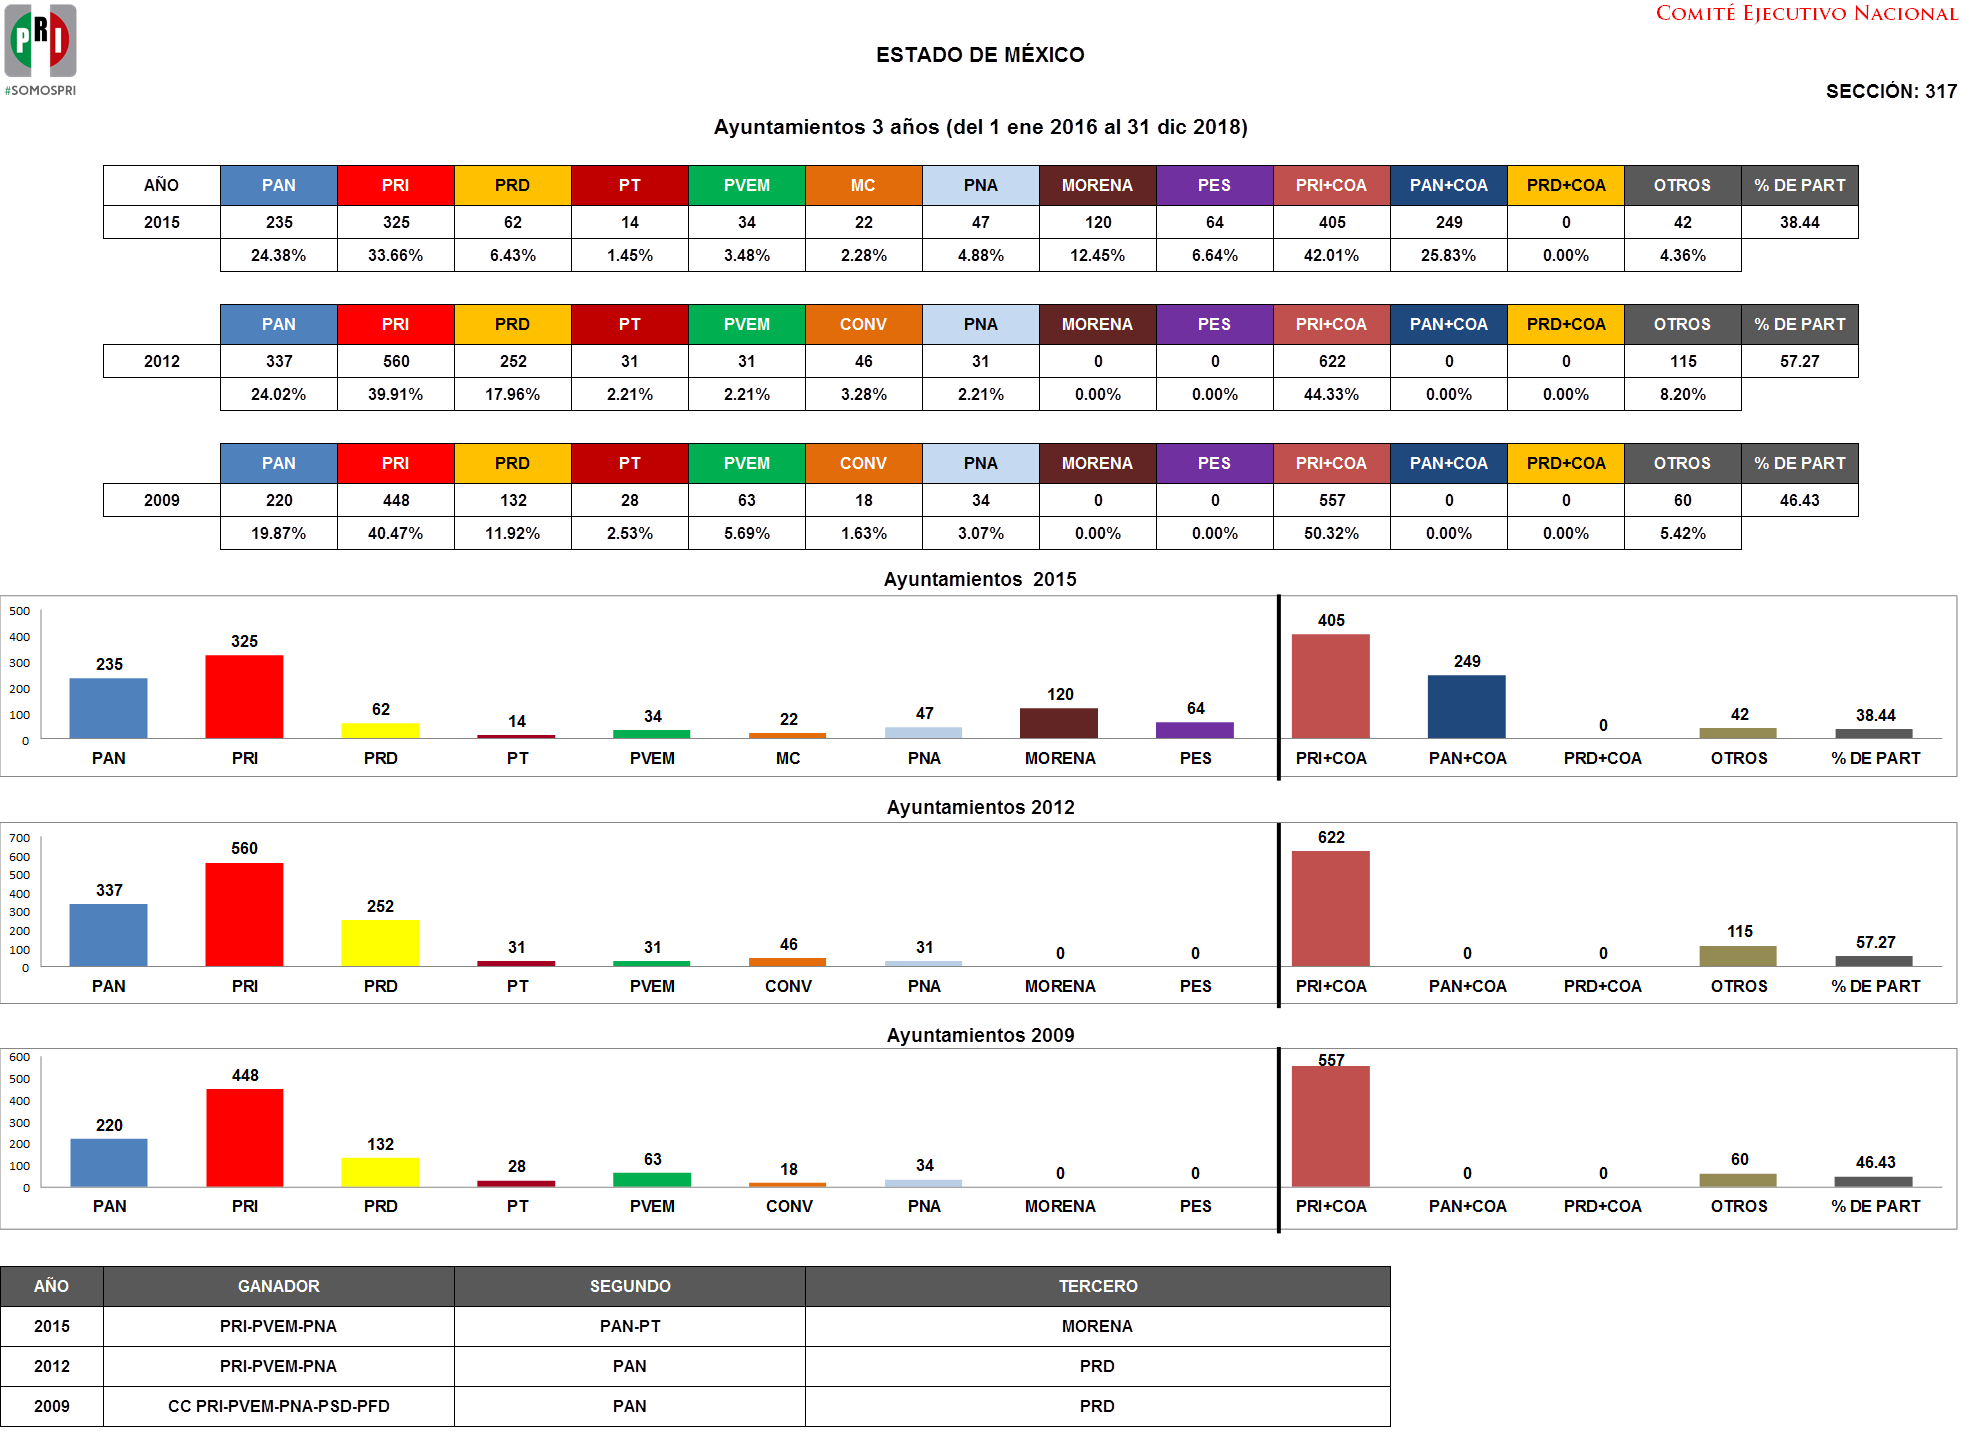 PRI
#SOMOSPRI
COMITÉ EJECUTIVO NACIONAL
ESTADO DE MÉXICO
SECCIÓN: 317
Ayuntamientos 3 años (del 1 ene 2016 al 31 dic 2018)
AÑO PAN PRI PRD PT PVEM MC PNA MORENA PES PRI+COA PAN+COA PRD+COA OTROS % DE PART
2015 235 325 62 14 34 22 47 120 64 405 249 0 42 38.44
24.38% 33.66% 6.43% 1.45% 3.48% 2.28% 4.88% 12.45% 6.64% 42.01% 25.83% 0.00% 4.36%
PAN PRI PRD PT PVEM CONV PNA MORENA PES PRI+COA PAN+COA PRD+COA OTROS % DE PART
2012 337 560 252 31 31 46 31 0 0 622 0 0 115 57.27
24.02% 39.91% 17.96% 2.21% 2.21% 3.28% 2.21% 0.00% 0.00% 44.33% 0.00% 0.00% 8.20%
PAN PRI PRD PT PVEM CONV PNA MORENA PES PRI+COA PAN+COA PRD+COA OTROS % DE PART
2009 220 448 132 28 63 18 34 0 0 557 0 0 60 46.43
19.87% 40.47% 11.92% 2.53% 5.69% 1.63% 3.07% 0.00% 0.00% 50.32% 0.00% 0.00% 5.42%
Ayuntamientos 2015
500
400
300
200
100
0
235 325 62 14 34 22 47 120 64 405 249 0 42 38.44
PAN PRI PRD PT PVEM MC PNA MORENA PES PRI+COA PAN+COA PRD+COA OTROS % DE PART
Ayuntamientos 2012
700
600
500
400
300
200
100
0
337 560 252 31 31 46 31 0 0 622 0 0 115 57.27
PAN PRI PRD PT PVEM CONV PNA MORENA PES PRI+COA PAN+COA PRD+COA OTROS % DE PART
Ayuntamientos 2009
600
500
400
300
200
100
0
220 448 132 28 63 18 34 0 0 557 0 0 60 46.43
PAN PRI PRD PT PVEM CONV PNA MORENA PES PRI+COA PAN+COA PRD+COA OTROS % DE PART
AÑO GANADOR SEGUNDO TERCERO
2015 PRI-PVEM-PNA PAN-PT MORENA
2012 PRI-PVEM-PNA PAN PRD
2009 CC PRI-PVEM-PNA-PSD-PFD PAN PRD